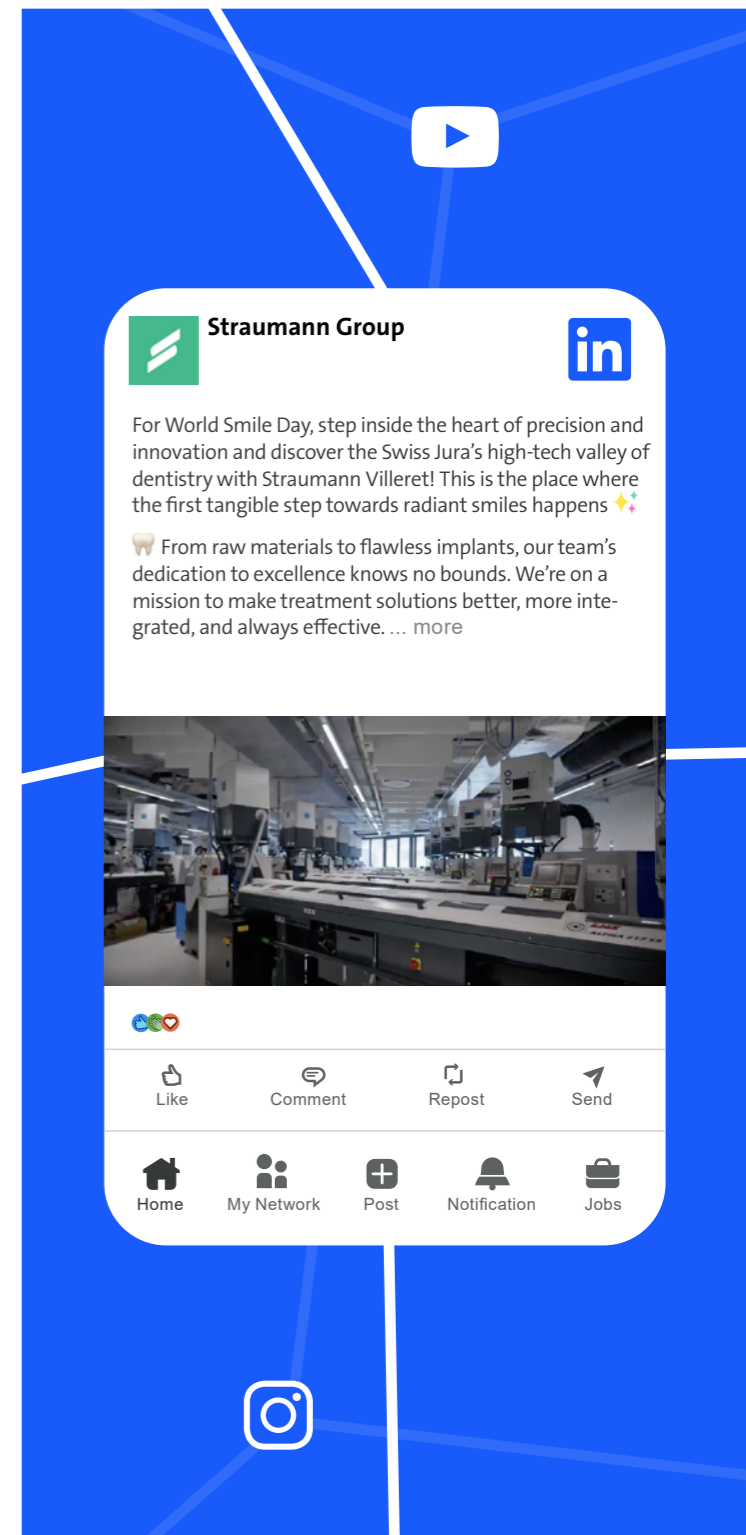 Straumann Group
in
For World Smile Day, step inside the heart of precision and
innovation and discover the Swiss Jura’s high-tech valley of
dentistry with Straumann Villeret! This is the place where
the first tangible step towards radiant smiles happens
From raw materials to flawless implants, our team’s
dedication to excellence knows no bounds. We’re on a
mission to make treatment solutions better, more inte-
grated, and always effective. ... more
Like
Comment
Repost
Send
Home
My Network
Post
Notification
Jobs